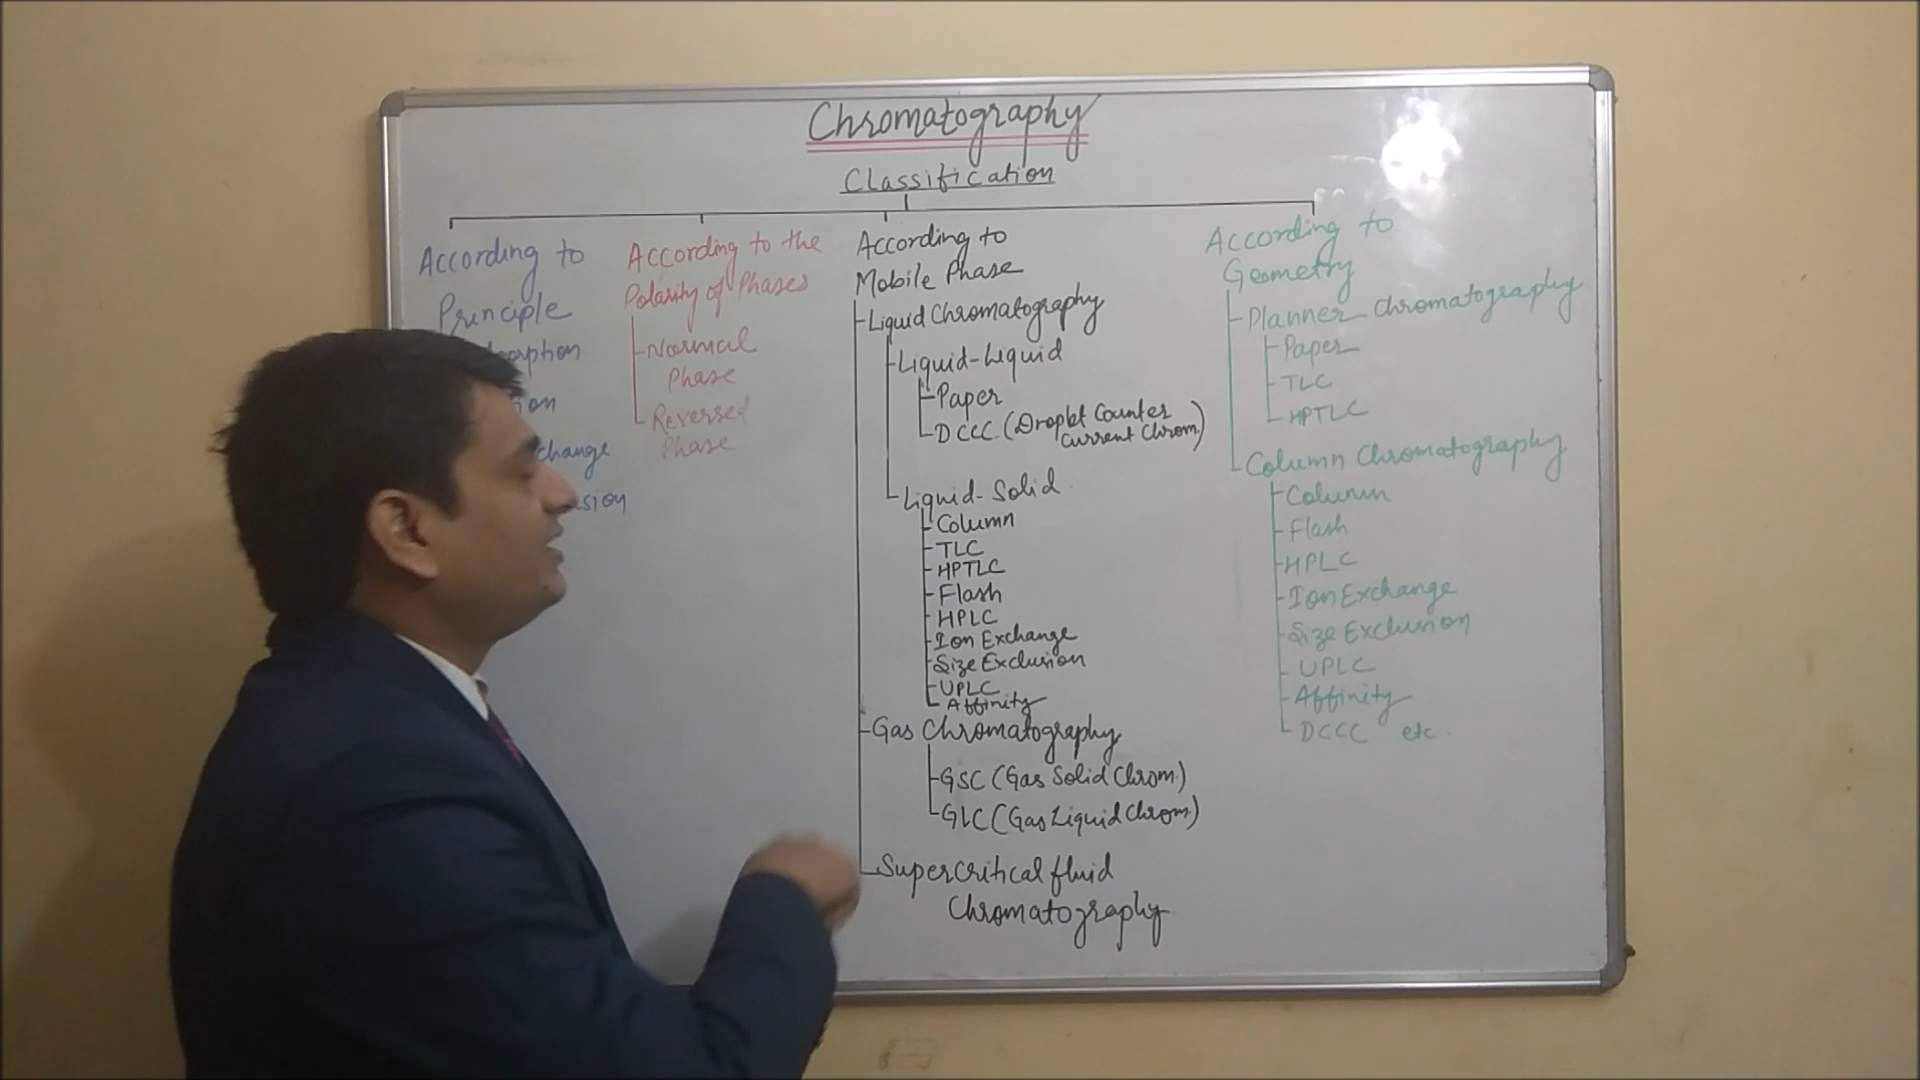 Chromatography
Classification
According to
Principle
change
According to the
Polarity of Phases
Normal
Phase
Reversed
Phase
According to
Mobile Phase
Liquid Chromatography
Liquid-Liquid
Paper
DCCC (Droplet Counter
current Chrom.)
Liquid-Solid
Column
TLC
HPTLC
Flash
HPLC
Ion Exchange
Size Exclusion
UPLC
Affinity
Gas Chromatography
GSC (Gas Solid Chrom)
GLC (Gas Liquid Chrom)
Supercritical fluid
Chromatography
According to
Geometry
Planner Chromatography
Paper
TLC
HPTLC
Column Chromatography
Column
Flash
HPLC
Ion Exchange
Size Exclusion
UPLC
Affinity
DCCC etc.